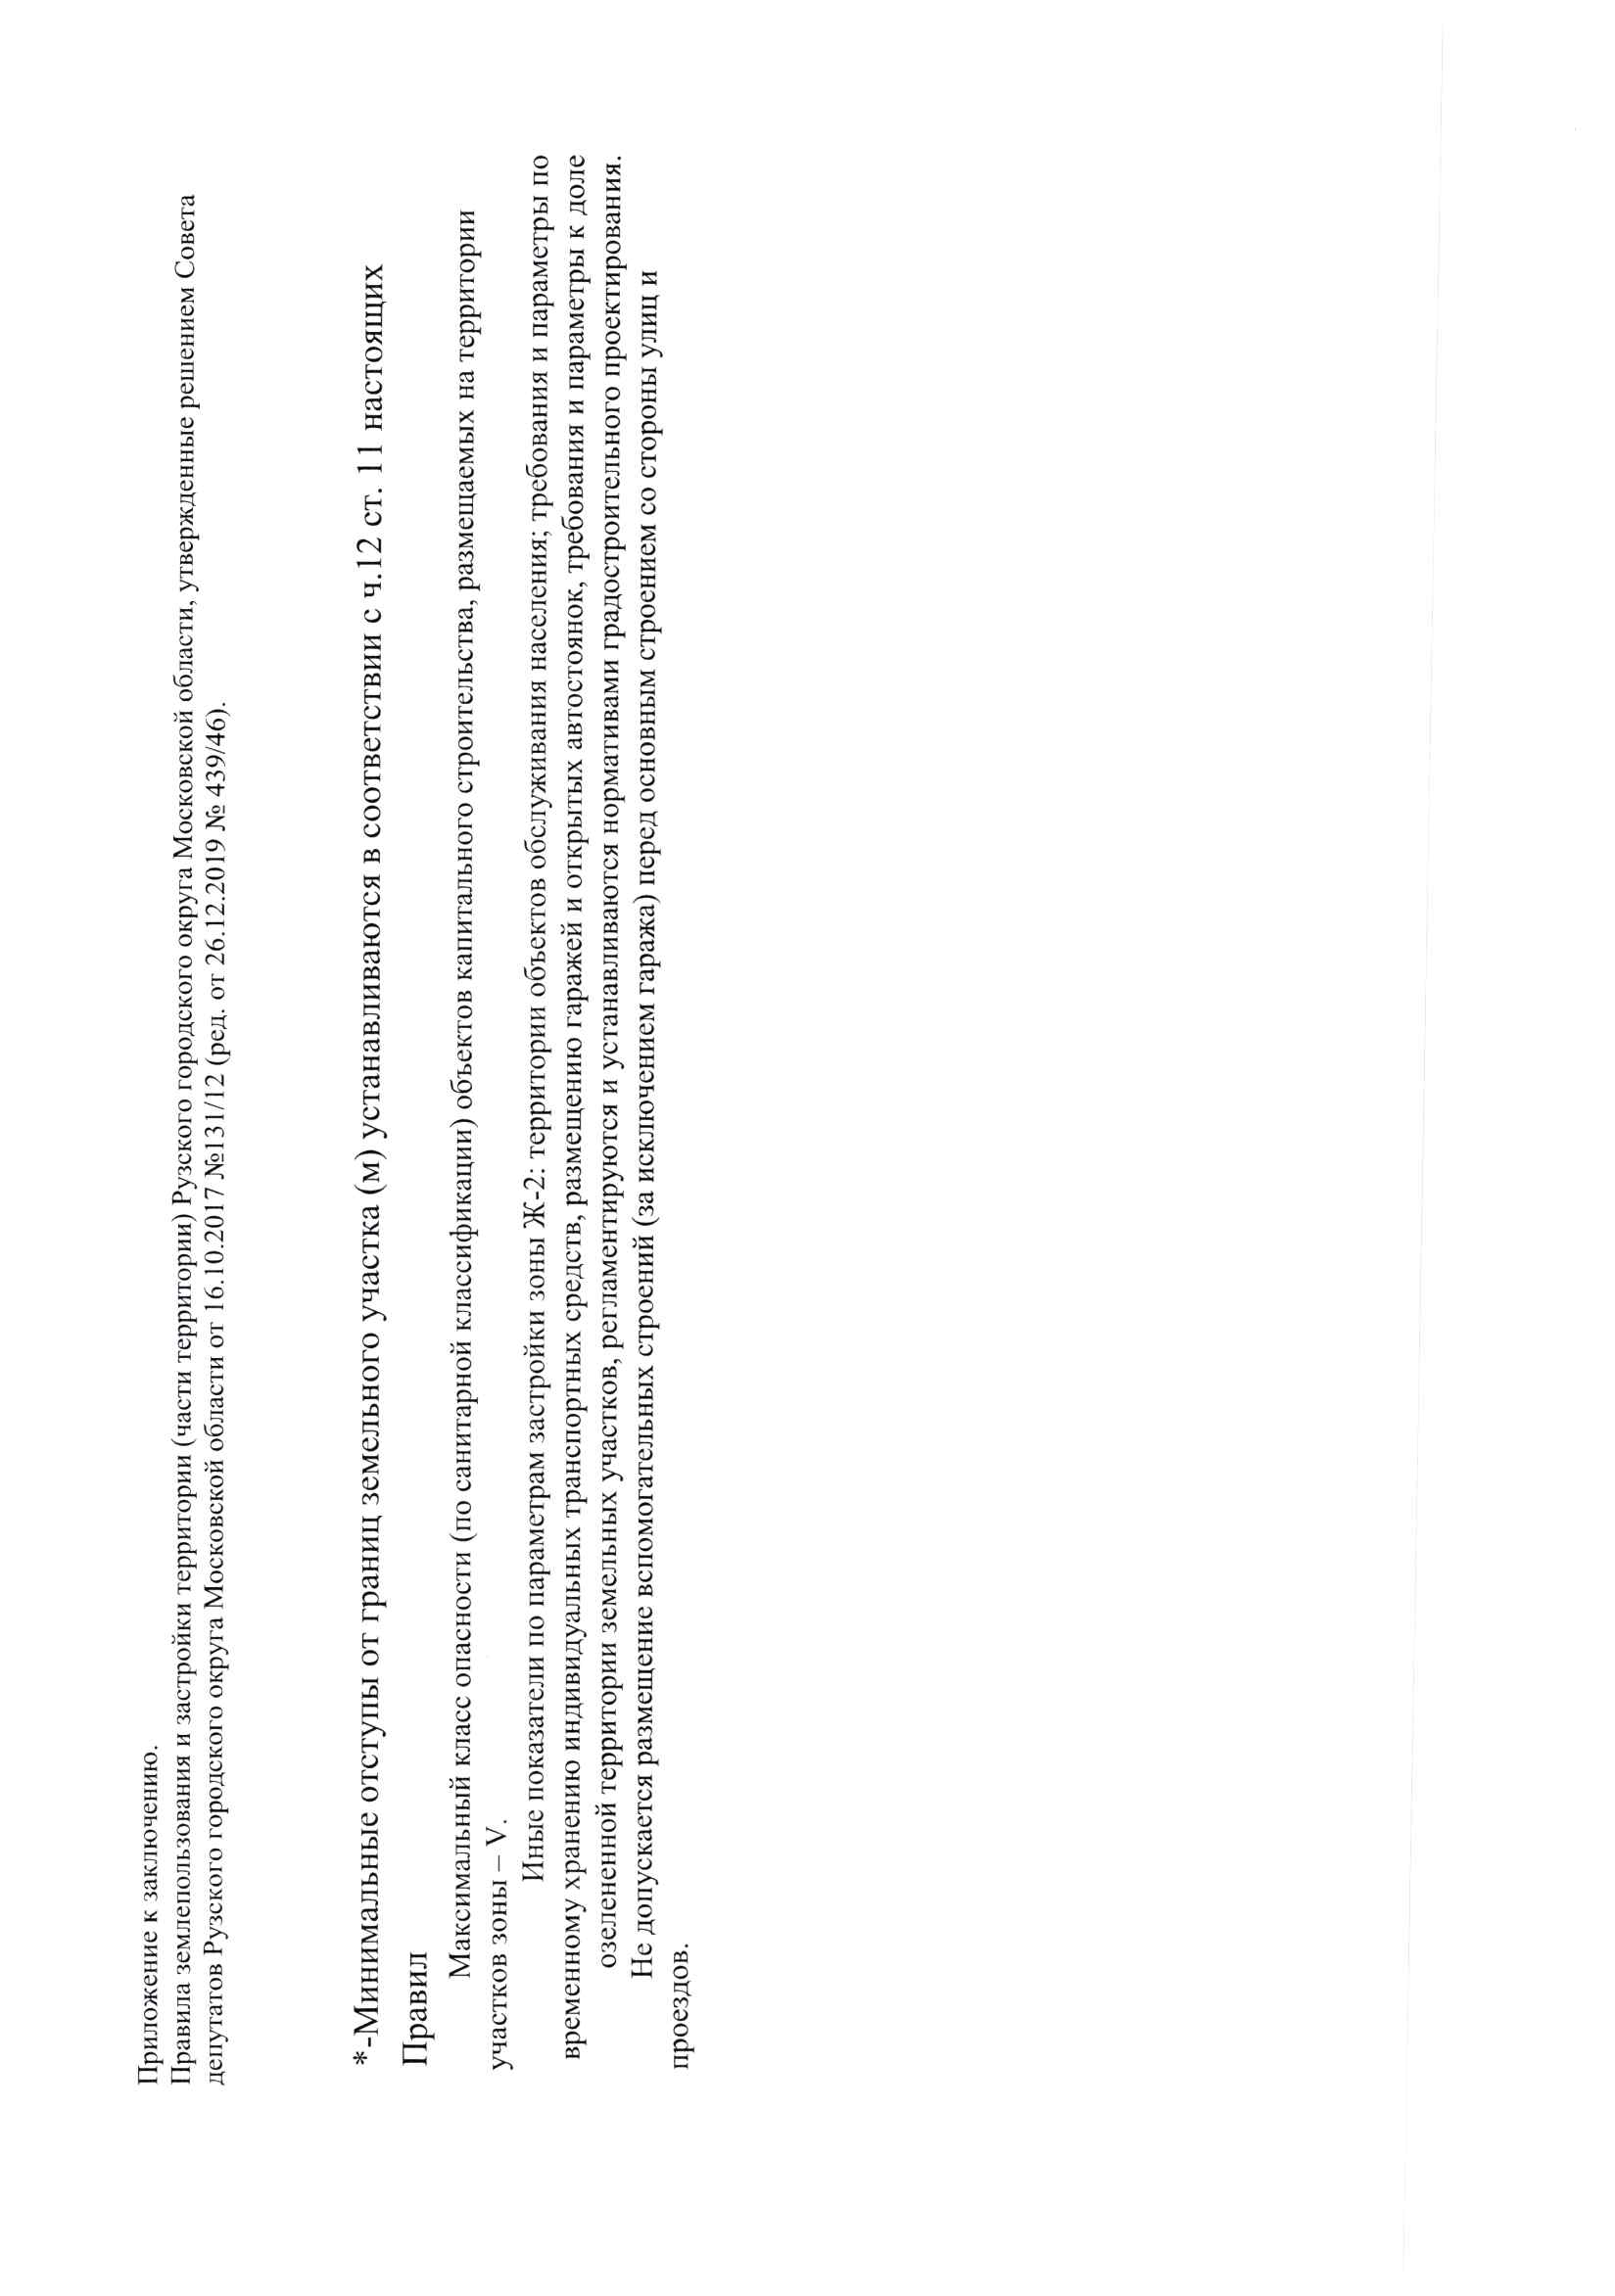 Приложение к заключению.
Правила землепользования и застройки территории (части территории) Рузского городского округа Московской области, утвержденные решением Совета
депутатов Рузского городского округа Московской области от 16.10.2017 №131/12 (ред. от 26.12.2019 № 439/46).
*-Минимальные отступы от границ земельного участка (м) устанавливаются в соответствии с ч.12 ст. 11 настоящих
Правил
Максимальный класс опасности (по санитарной классификации) объектов капитального строительства, размещаемых на территории
участков зоны – V.
Иные показатели по параметрам застройки зоны Ж-2: территории объектов обслуживания населения; требования и параметры по
временному хранению индивидуальных транспортных средств, размещению гаражей и открытых автостоянок, требования и параметры к доле
озелененной территории земельных участков, регламентируются и устанавливаются нормативами градостроительного проектирования.
Не допускается размещение вспомогательных строений (за исключением гаража) перед основным строением со стороны улиц и
проездов.